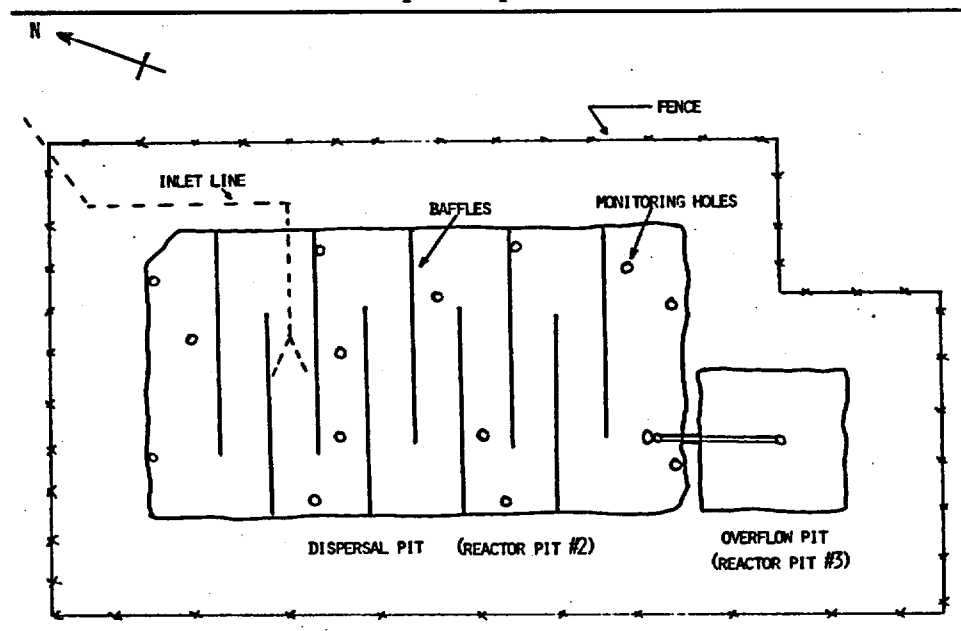 N
FENCE
INLET LINE
BAFFLES
MONITORING HOLES
DISPERSAL PIT (REACTOR PIT #2)
OVERFLOW PIT
(REACTOR PIT #3)